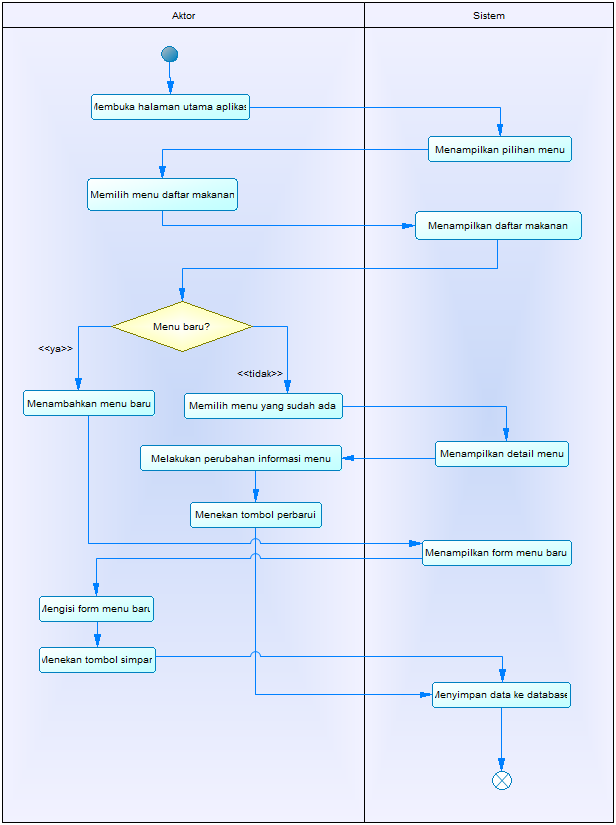 Aktor
Sistem
Membuka halaman utama aplikas
Menampilkan pilihan menu
Memilih menu daftar makanan
Menampilkan daftar makanan
Menu baru?
<<ya>>
<<tidak>>
Menambahkan menu baru
Memilih menu yang sudah ada
Menampilkan detail menu
Melakukan perubahan informasi menu
Menekan tombol perbarui
Menampilkan form menu baru
Mengisi form menu baru
Menekan tombol simpan
Menyimpan data ke database